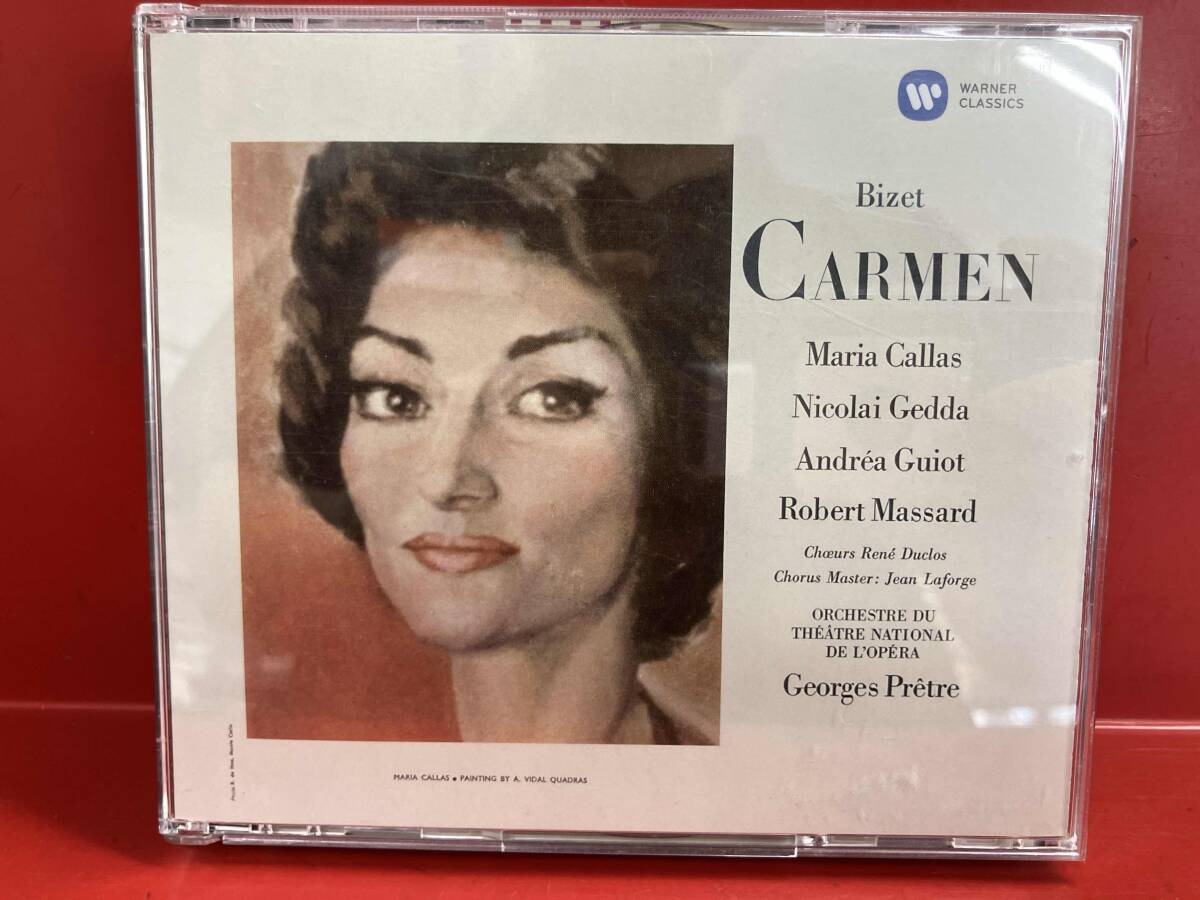 WARNER
CLASSICS
Bizet
CARMEN
Maria Callas
Nicolai Gedda
Andréa Guiot
Robert Massard
Chœurs René Duclos
Chorus Master: Jean Laforge
ORCHESTRE DU
THÉÂTRE NATIONAL
DE L'OPÉRA
Georges Prêtre
MARIA CALLAS • PAINTING BY A. VIDAL QUADRAS